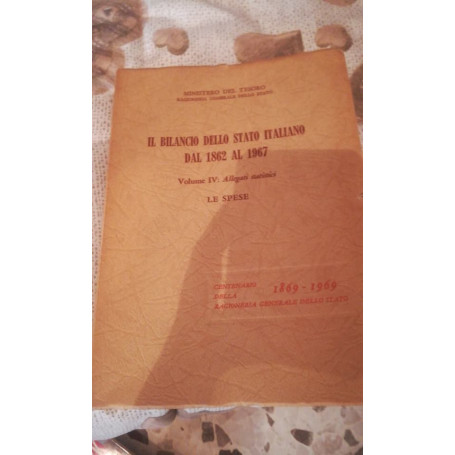 MINISTERO DEL TESORO
RAGIONERIA GENERALE DELLO STATO
IL BILANCIO DELLO STATO ITALIANO
DAL 1862 AL 1967
Volume IV: Allegati statistici
LE SPESE
CENTENARIO 1869-1969
DELLA
RAGIONERIA GENERALE DELLO STATO